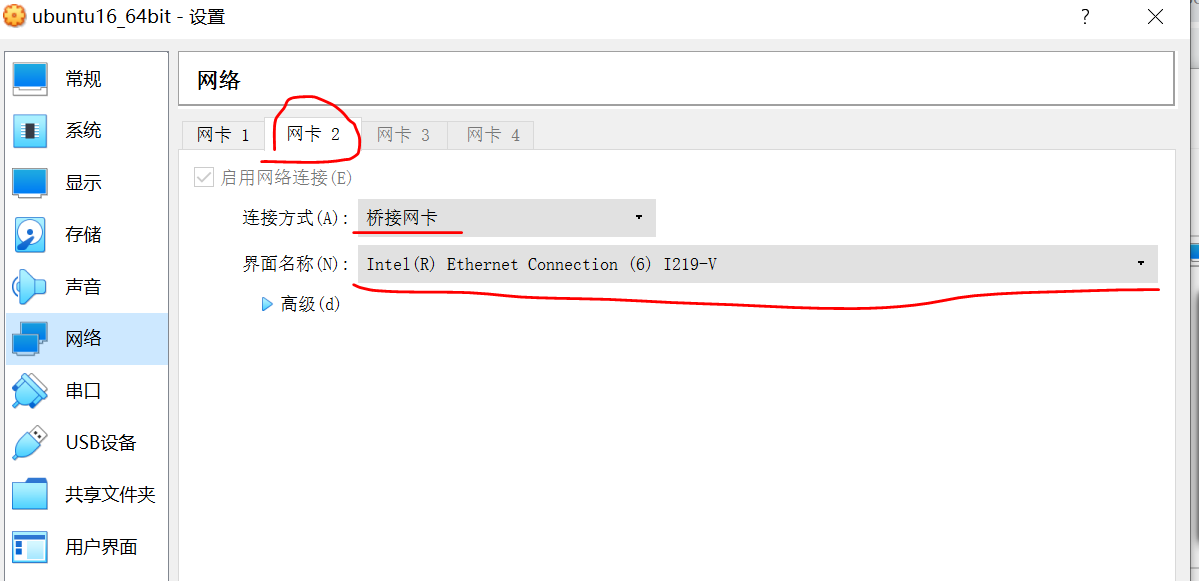 ubuntu16_64bit - 设置
?
常规
系统
显示
存储
声音
网络
串口
USB设备
共享文件夹
用户界面
网络
网卡 1 网卡 2 网卡 3 网卡 4
启用网络连接(E)
连接方式(A): 桥接网卡
界面名称(N): Intel(R) Ethernet Connection (6) I219-V
高级(d)